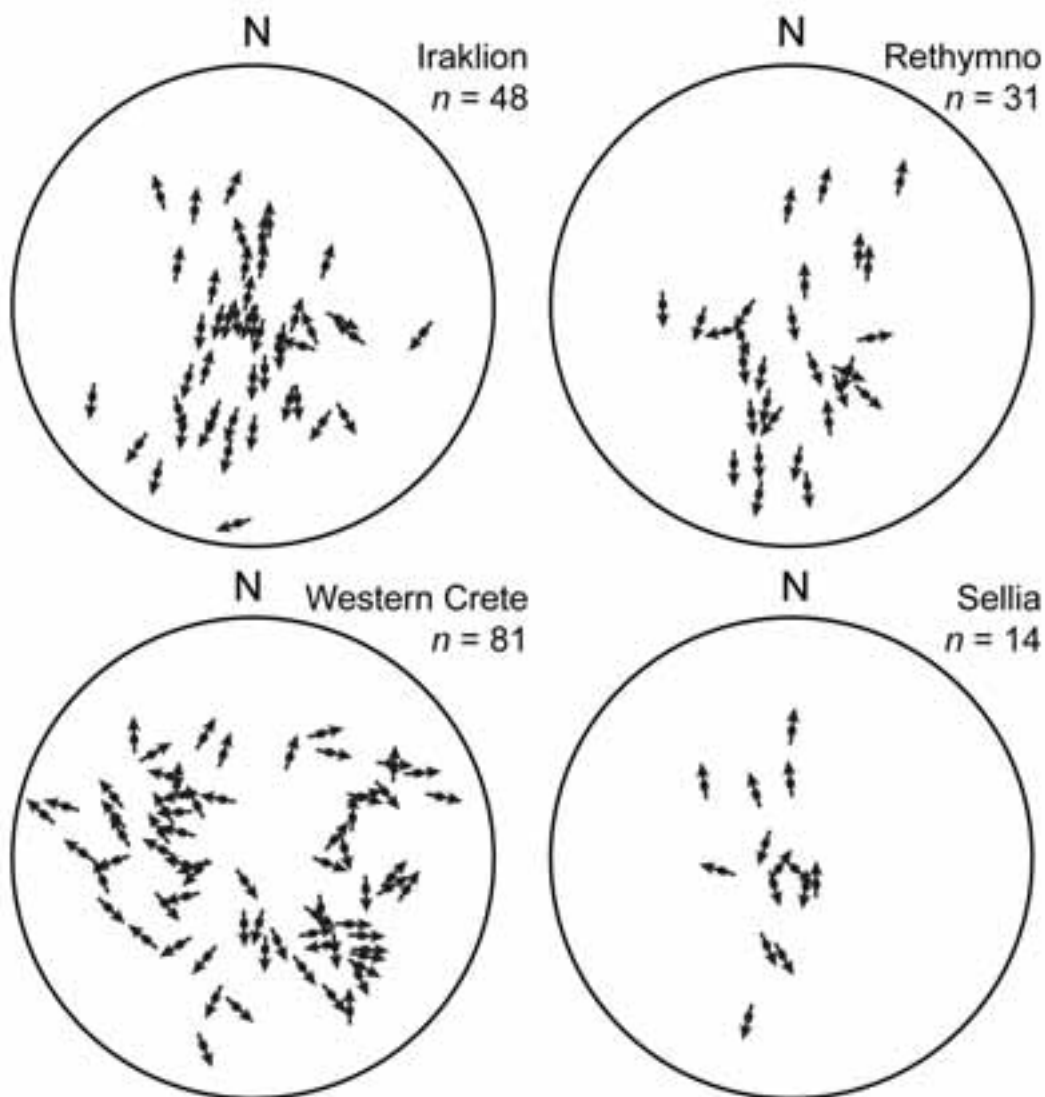 N
Iraklion
n = 48
N
Rethymno
n = 31
N
Western Crete
n = 81
N
Sellia
n = 14